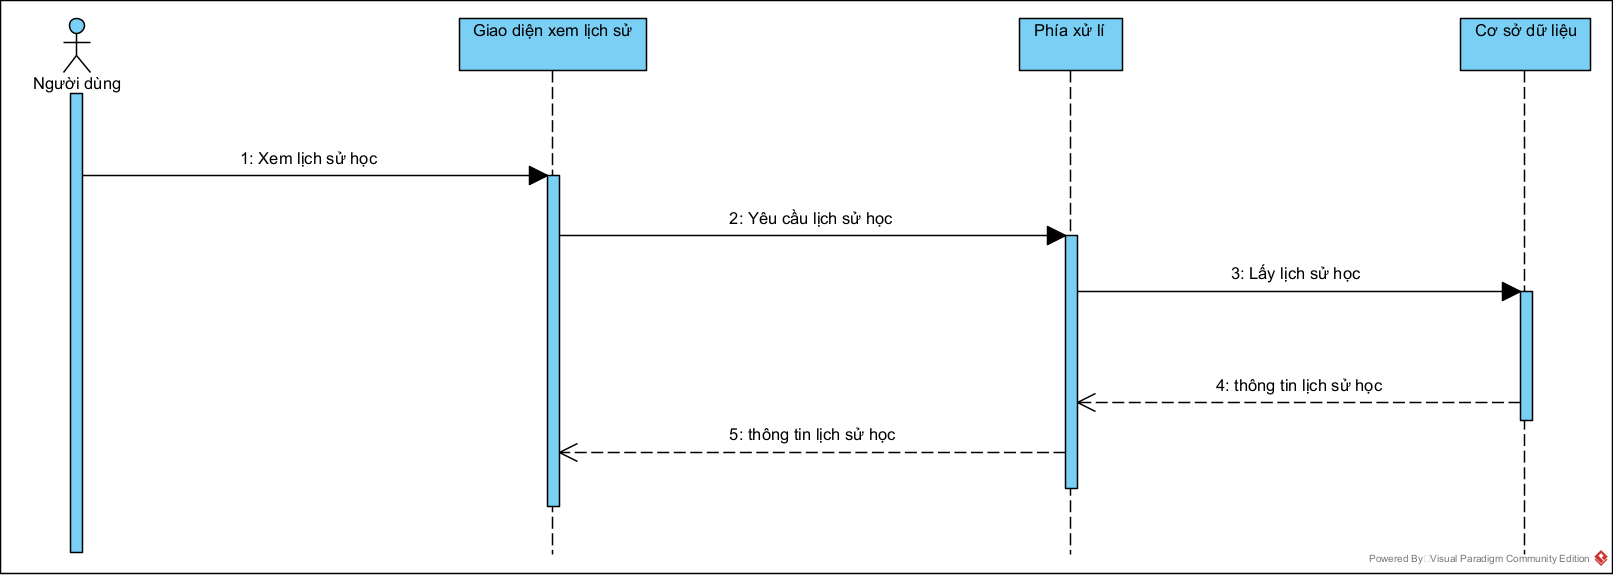 Người dùng
Giao diện xem lịch sử
Phía xử lí
Cơ sở dữ liệu
1: Xem lịch sử học
2: Yêu cầu lịch sử học
3: Lấy lịch sử học
4: thông tin lịch sử học
5: thông tin lịch sử học
Powered By Visual Paradigm Community Edition